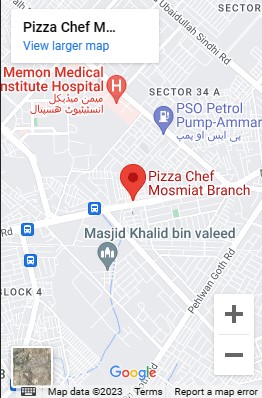 Pizza Chef M...
View larger map
Ubaidullah Sindhi Rd
Memon Medical
Institute Hospital
میمن میڈیکل
انسٹیٹیوٹ هسپتال
SECTOR 34 A
PSO Petrol
Pump-Ammar
پی ایس او پمپ
Pizza Chef
Mosmiat Branch
Rd
Masjid Khalid bin valeed
Pehlwan Goth Rd
BLOCK 4
Google
Map data ©2023
Terms
Report a map error